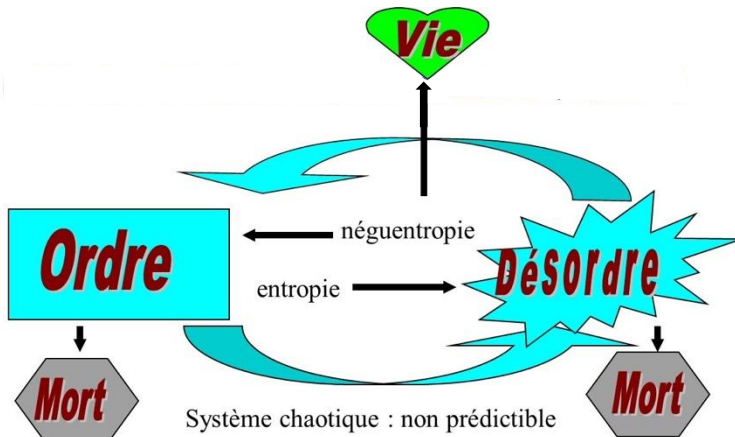 Vie
néguentropie
Ordre
Désordre
entropie
Mort
Mort
Système chaotique : non prédictible